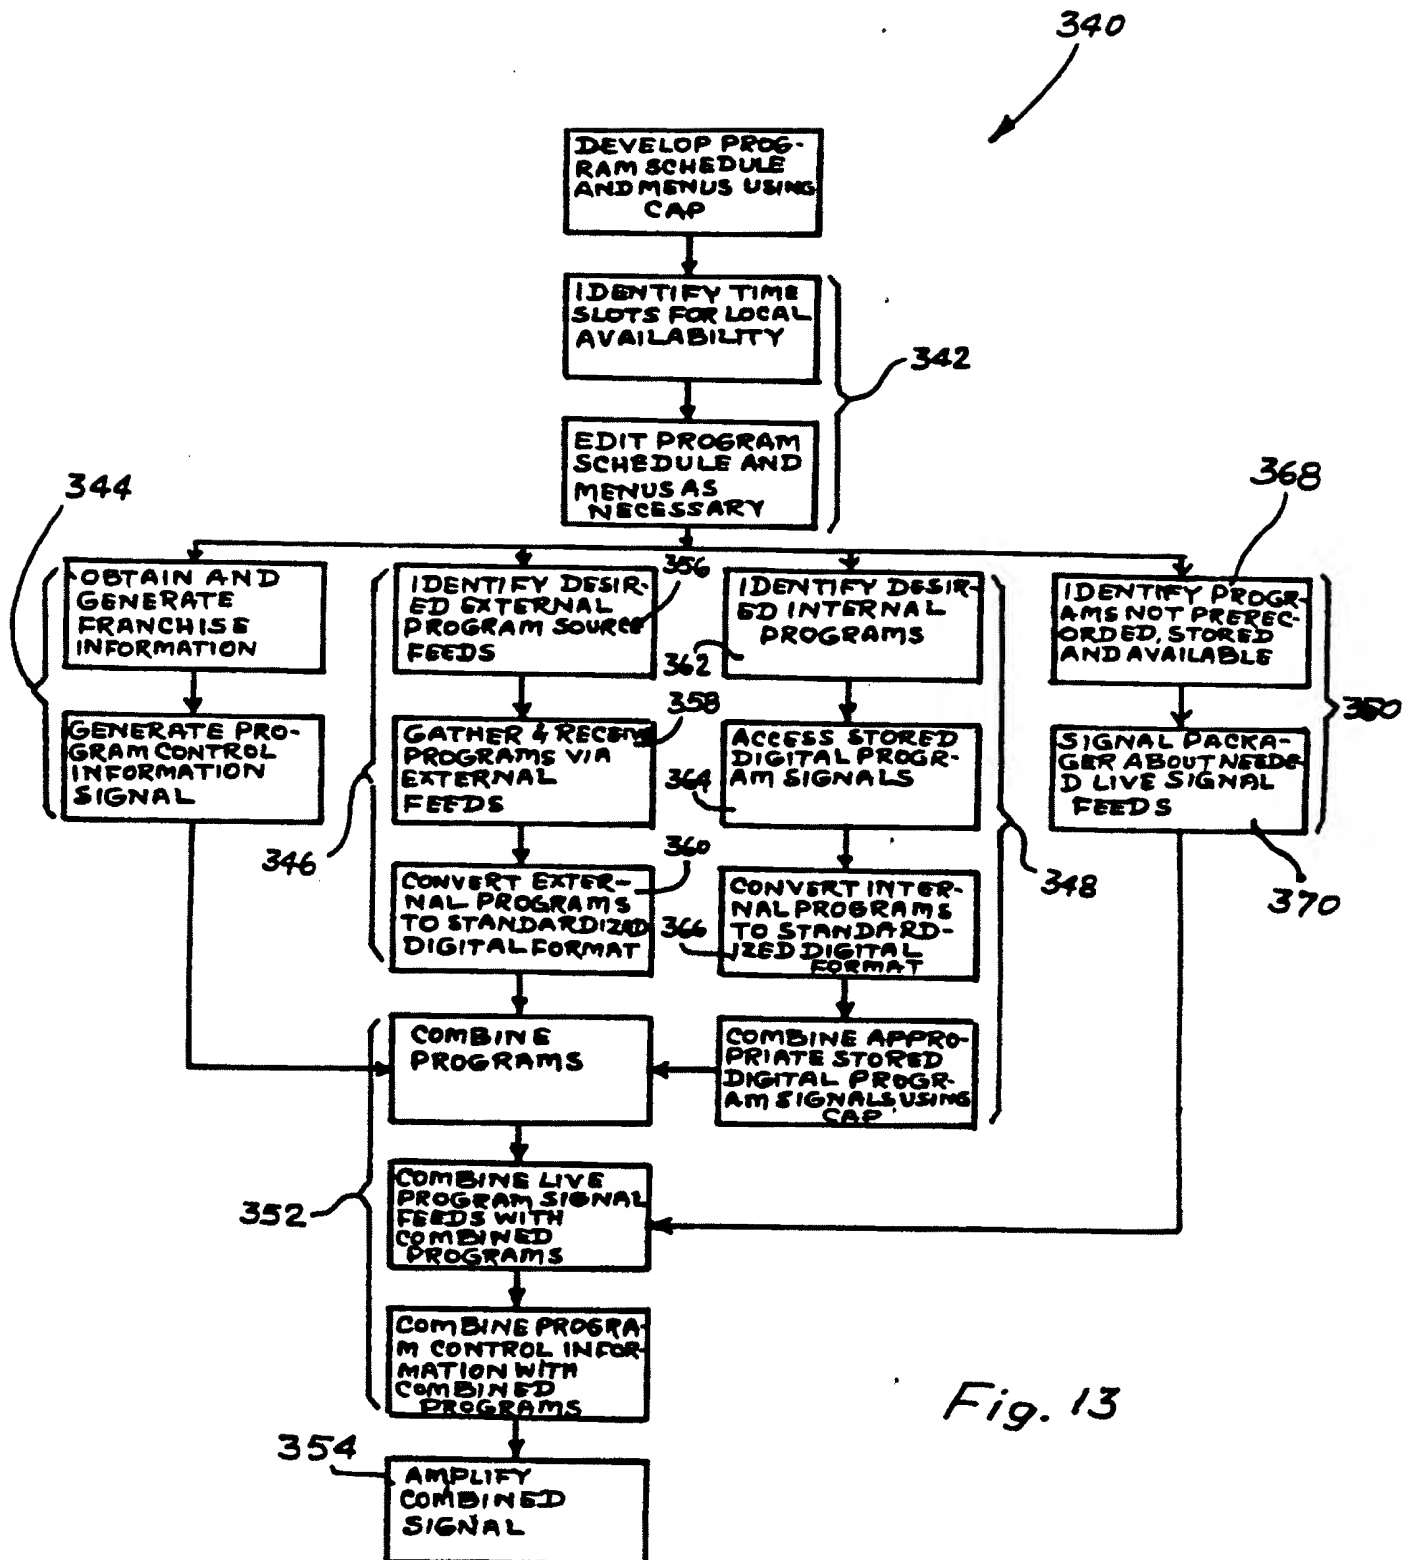 340
DEVELOP PROG-
RAM SCHEDULE
AND MENUS USING
CAP
IDENTIFY TIME
SLOTS FOR LOCAL
AVAILABILITY
342
EDIT PROGRAM
SCHEDULE AND
MENUS AS
NECESSARY
344
368
OBTAIN AND
GENERATE
FRANCHISE
INFORMATION
IDENTIFY DESIR-
ED EXTERNAL
PROGRAM SOURCE
FEEDS
356
IDENTIFY DESIR-
ED INTERNAL
PROGRAMS
362
IDENTIFY PROGR-
AMS NOT PREREC-
ORDED, STORED
AND AVAILABLE
350
GENERATE PRO-
GRAM CONTROL
INFORMATION
SIGNAL
GATHER & RECEIVE
PROGRAMS VIA
EXTERNAL
FEEDS
358
ACCESS STORED
DIGITAL PROGR-
AM SIGNALS
364
SIGNAL PACKA-
GER ABOUT NEEDE-
D LIVE SIGNAL
FEEDS
370
346
CONVERT EXTER-
NAL PROGRAMS
TO STANDARDIZED
DIGITAL FORMAT
360
CONVERT INTER-
NAL PROGRAMS
TO STANDARD-
IZED DIGITAL
FORMAT
366
348
COMBINE
PROGRAMS
COMBINE APPRO-
PRIATE STORED
DIGITAL PROGR-
AM SIGNALS USING
CAP
352
COMBINE LIVE
PROGRAM SIGNAL
FEEDS WITH
COMBINED
PROGRAMS
COMBINE PROGRA-
M CONTROL INFOR-
MATION WITH
COMBINED
PROGRAMS
Fig. 13
354
AMPLIFY
COMBINED
SIGNAL